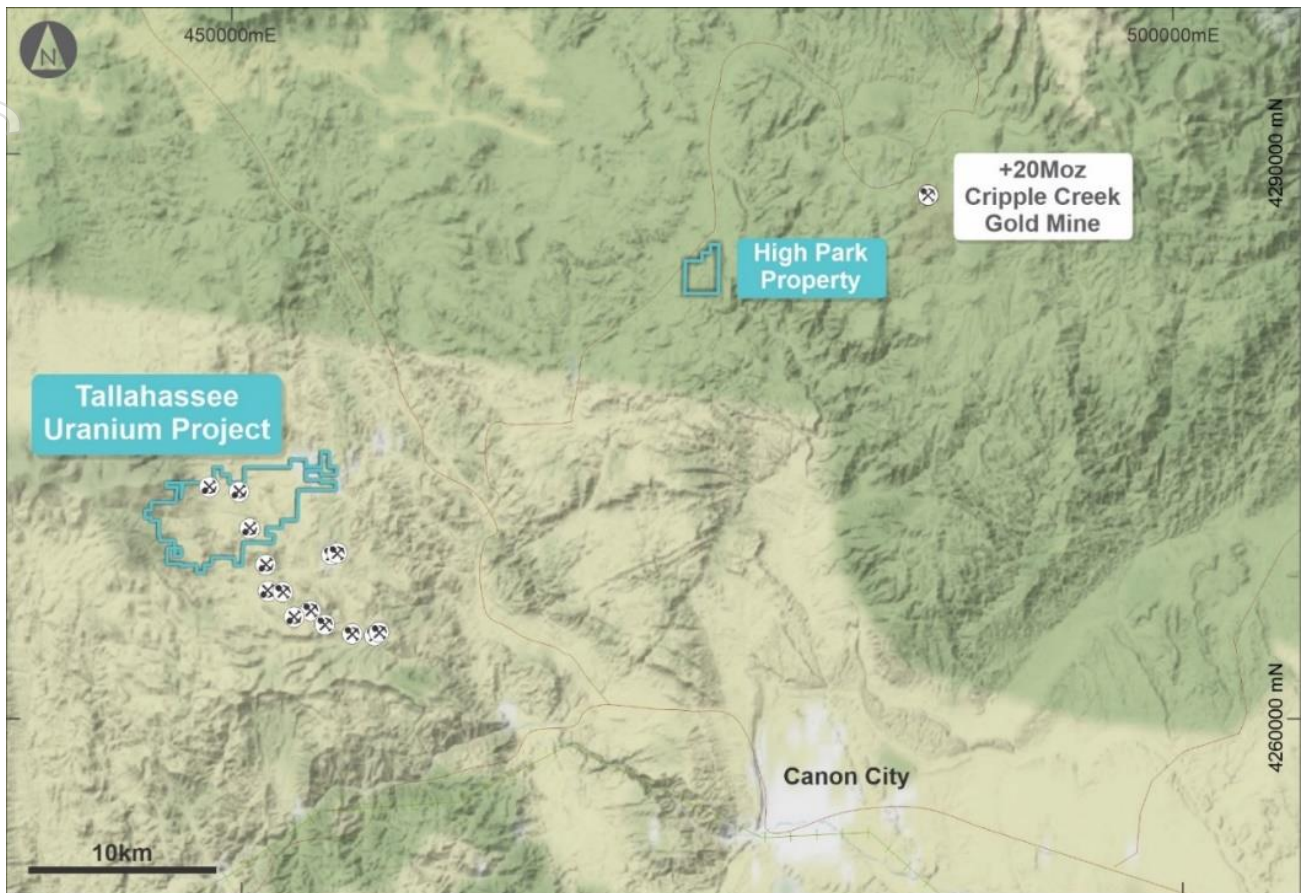 N
450000mE
500000mE
4290000 mN
+20Moz
Cripple Creek
Gold Mine
High Park
Property
Tallahassee
Uranium Project
4260000 mN
Canon City
10km